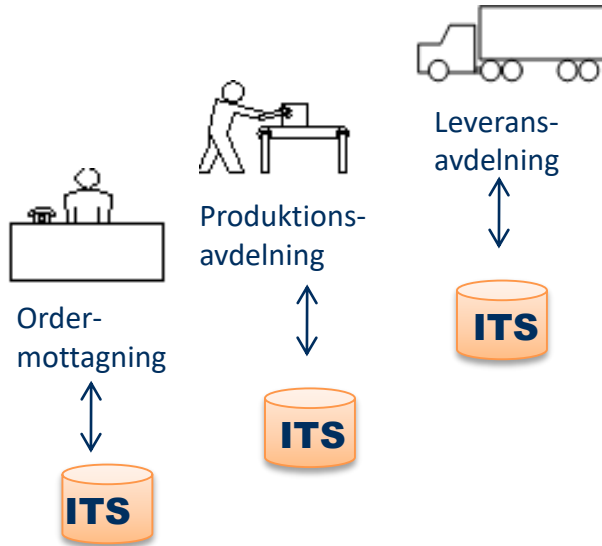 Order-
mottagning
ITS
Produktions-
avdelning
ITS
Leverans-
avdelning
ITS